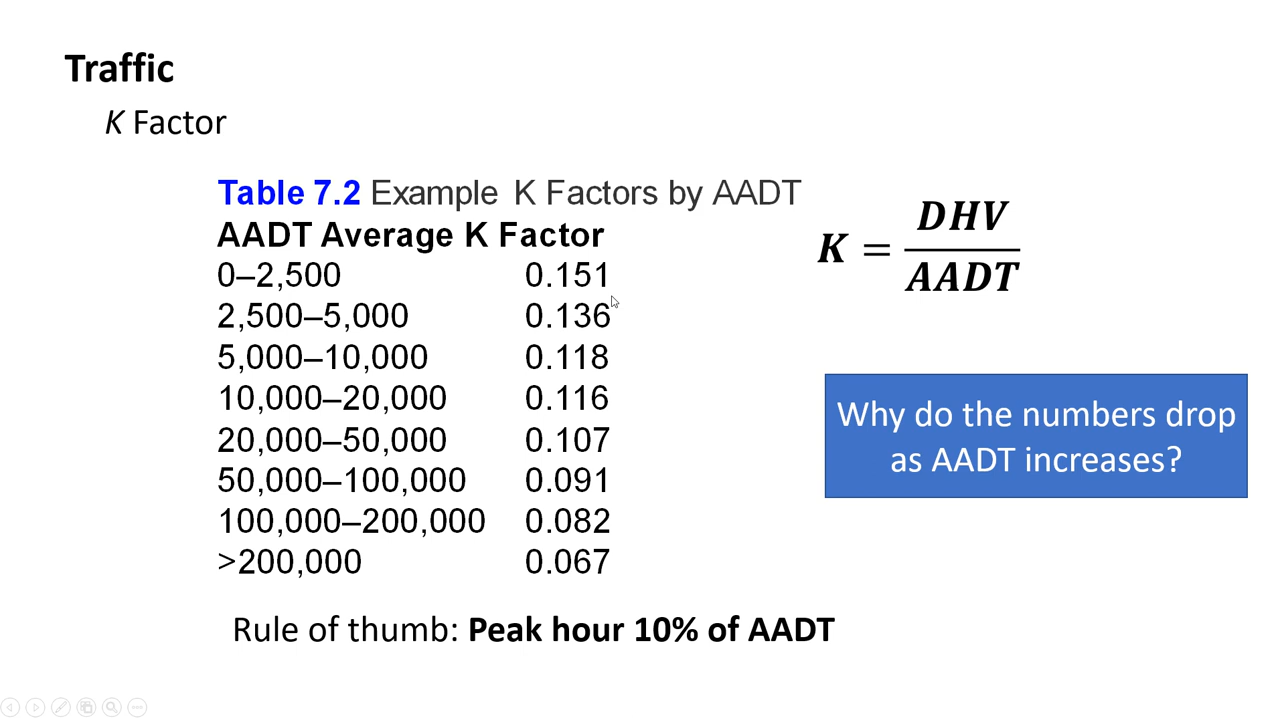 Traffic
K Factor
Table 7.2 Example K Factors by AADT
AADT Average K Factor
0–2,500 0.151
2,500–5,000 0.136
5,000–10,000 0.118
10,000–20,000 0.116
20,000–50,000 0.107
50,000–100,000 0.091
100,000–200,000 0.082
>200,000 0.067
K = DHV / AADT
Why do the numbers drop
as AADT increases?
Rule of thumb: Peak hour 10% of AADT